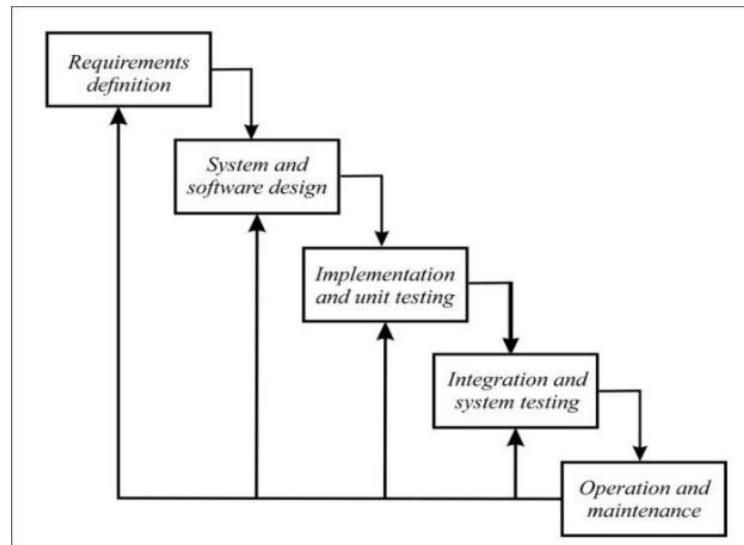 Requirements
definition
System and
software design
Implementation
and unit testing
Integration and
system testing
Operation and
maintenance